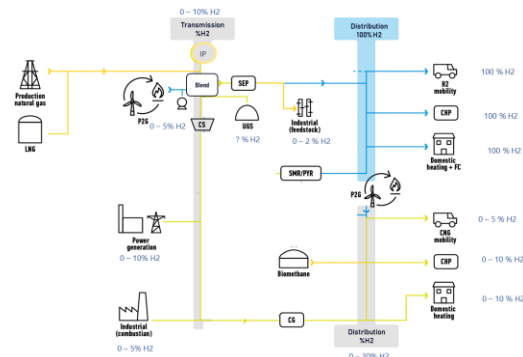 0 – 10% H2
Transmission
%H2
Distribution
100%H2
IP
Production
natural gas
LNG
P2G
Blend
SEP
0 – 5% H2
CS
UGS
? % H2
Industrial
(feedstock)
0 – 2 % H2
H2
mobility
100 % H2
CHP
100 % H2
Domestic
heating + FC
100 % H2
SMR/PYR
P2G
Power
generation
0 – 10% H2
CNG
mobility
0 – 5 % H2
Biomethane
CHP
0 – 10 % H2
Domestic
heating
0 – 10 % H2
Industrial
(combustian)
0 – 5% H2
CG
Distribution
%H2
0 – 30% H2